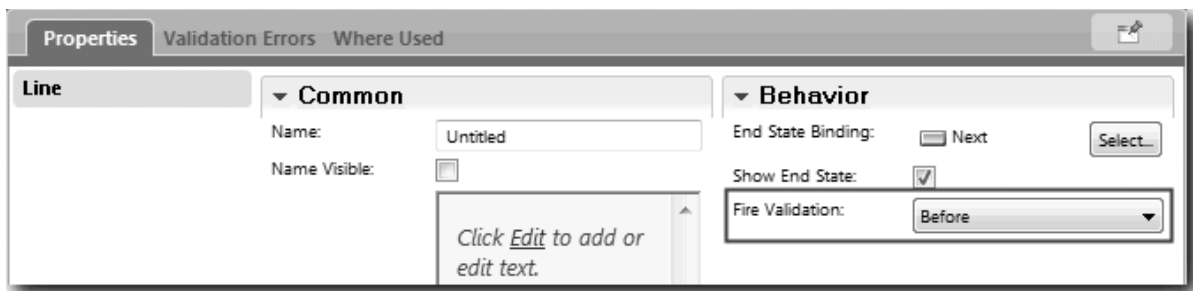 Properties Validation Errors Where Used
Line
Common
Name: Untitled
Name Visible:
Click Edit to add or
edit text.
Behavior
End State Binding: Next Select...
Show End State:
Fire Validation: Before